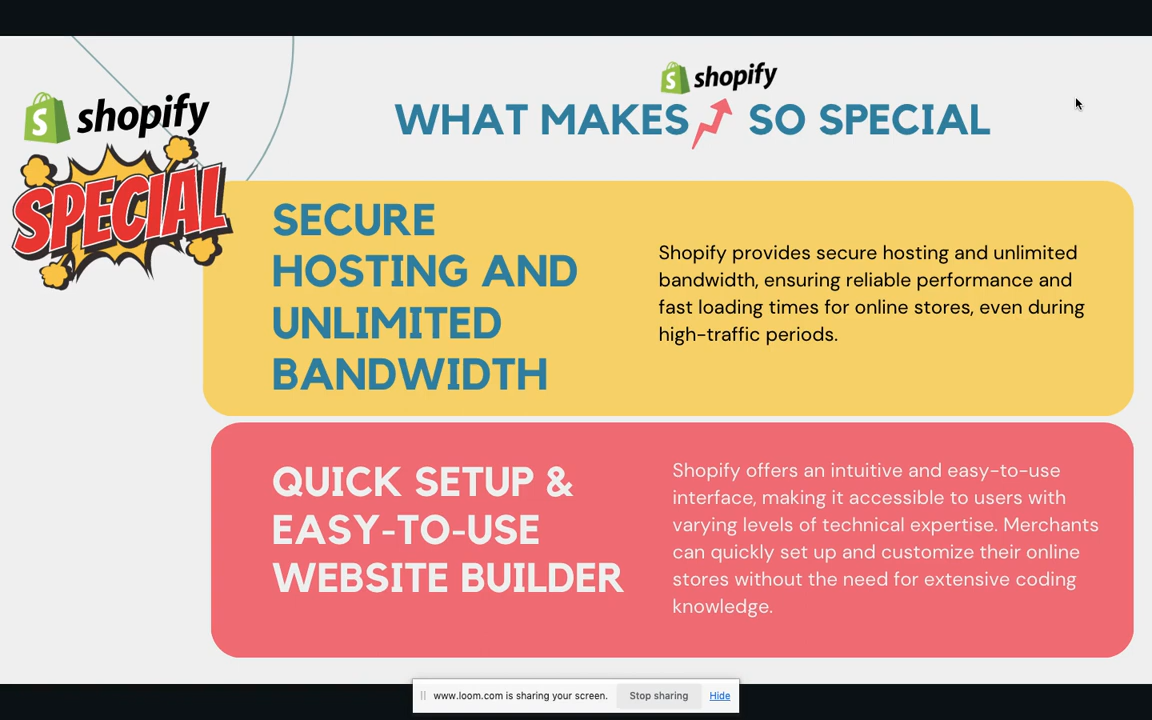 shopify
SPECIAL
shopify
WHAT MAKES SO SPECIAL
SECURE
HOSTING AND
UNLIMITED
BANDWIDTH
Shopify provides secure hosting and unlimited
bandwidth, ensuring reliable performance and
fast loading times for online stores, even during
high-traffic periods.
QUICK SETUP &
EASY-TO-USE
WEBSITE BUILDER
Shopify offers an intuitive and easy-to-use
interface, making it accessible to users with
varying levels of technical expertise. Merchants
can quickly set up and customize their online
stores without the need for extensive coding
knowledge.
www.loom.com is sharing your screen. Stop sharing Hide